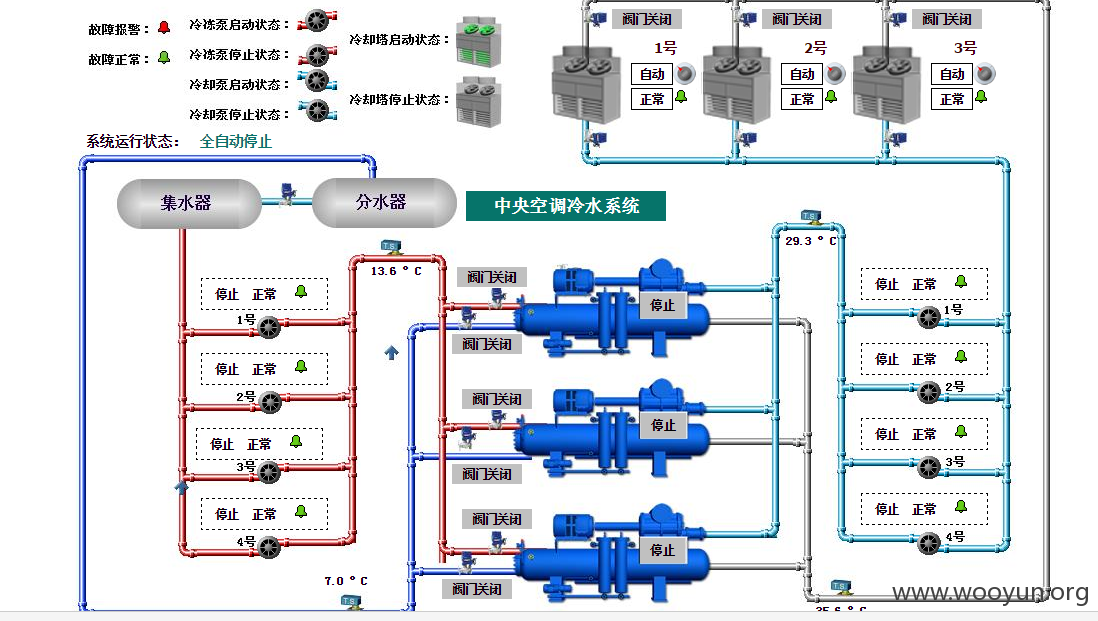 故障报警：
冷冻泵启动状态：
冷却塔启动状态：
故障正常：
冷冻泵停止状态：
冷却泵启动状态：
冷却塔停止状态：
冷却泵停止状态：
系统运行状态： 全自动停止
阀门关闭 阀门关闭 阀门关闭
1号 2号 3号
自动 自动 自动
正常 正常 正常
集水器 分水器
中央空调冷水系统
T.S
13.6 °C
T.S
29.3 °C
停止 正常
1号
停止 正常
2号
停止 正常
3号
停止 正常
4号
阀门关闭
停止
阀门关闭
阀门关闭
停止
阀门关闭
阀门关闭
停止
阀门关闭
停止 正常
1号
停止 正常
2号
停止 正常
3号
停止 正常
4号
7.0 °C
T.S
T.S
www.wooyun.org